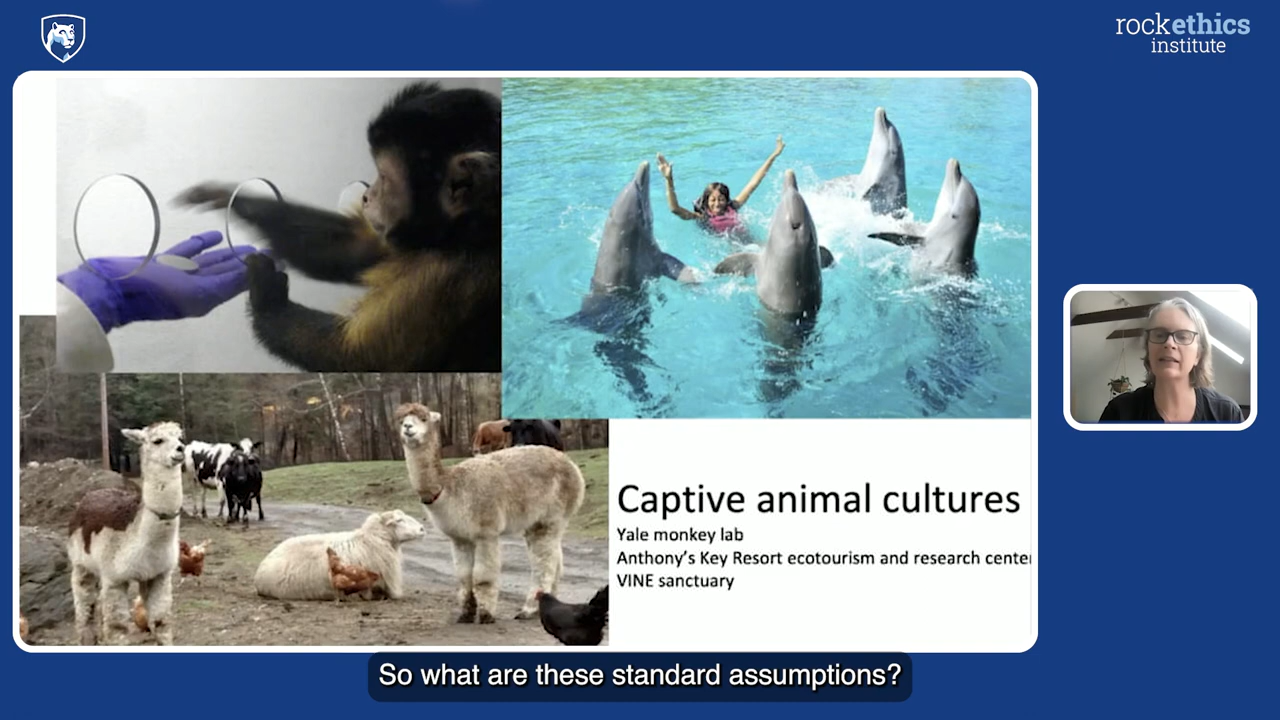 rockethics
institute
Captive animal cultures
Yale monkey lab
Anthony's Key Resort ecotourism and research center
VINE sanctuary
So what are these standard assumptions?